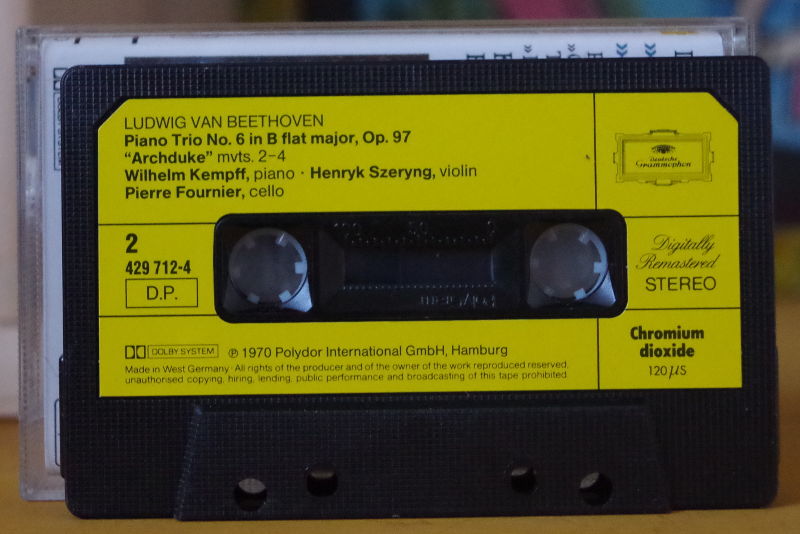 LUDWIG VAN BEETHOVEN
Piano Trio No. 6 in B flat major, Op. 97
"Archduke" mvts. 2–4
Wilhelm Kempff, piano · Henryk Szeryng, violin
Pierre Fournier, cello
Deutsche
Grammophon
2
429 712-4
D.P.
Digitally
Remastered
STEREO
DOLBY SYSTEM
℗ 1970 Polydor International GmbH, Hamburg
Made in West Germany · All rights of the producer and of the owner of the work reproduced reserved,
unauthorised copying, hiring, lending, public performance and broadcasting of this tape prohibited.
Chromium
dioxide
120 µS